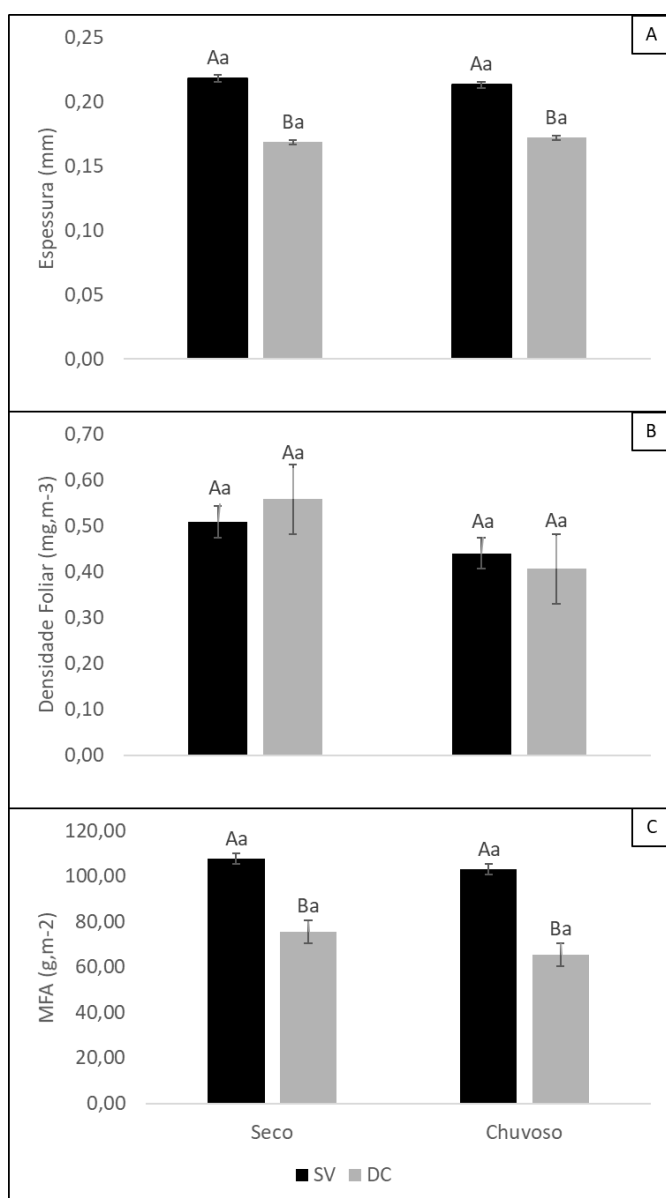 A
0,25
0,20
0,15
0,10
0,05
0,00
Espessura (mm)
Aa
Ba
Aa
Ba
B
0,70
0,60
0,50
0,40
0,30
0,20
0,10
0,00
Densidade Foliar (mg,m-3)
Aa
Aa
Aa
Aa
C
120,00
100,00
80,00
60,00
40,00
20,00
0,00
MFA (g,m-2)
Aa
Ba
Aa
Ba
Seco Chuvoso
SV DC